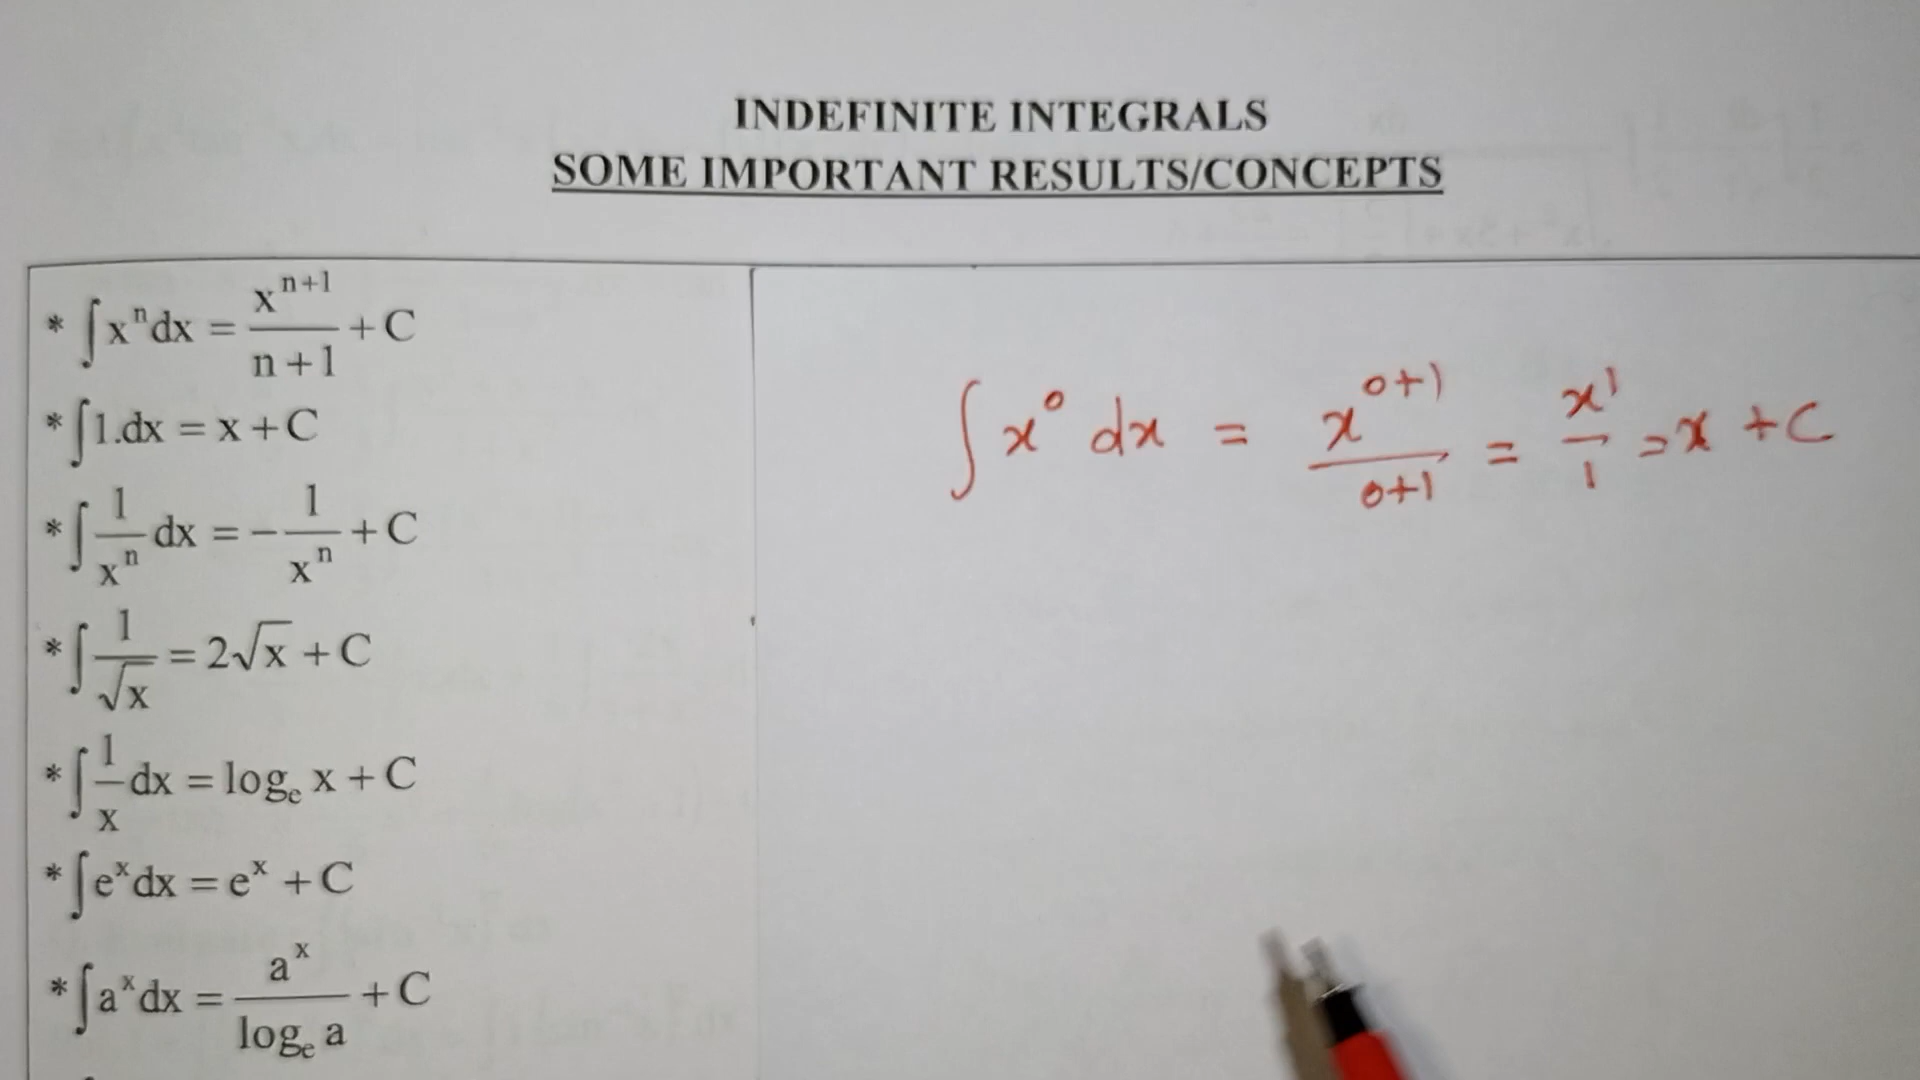 INDEFINITE INTEGRALS
SOME IMPORTANT RESULTS/CONCEPTS
* ∫xⁿdx = xⁿ⁺¹/(n+1) + C
* ∫1.dx = x + C
* ∫1/xⁿ dx = −1/xⁿ + C
* ∫1/√x = 2√x + C
* ∫1/x dx = logₑ x + C
* ∫eˣdx = eˣ + C
* ∫aˣdx = aˣ/logₑ a + C
∫x⁰ dx = x⁰⁺¹/(0+1) = x¹/1 = x + C